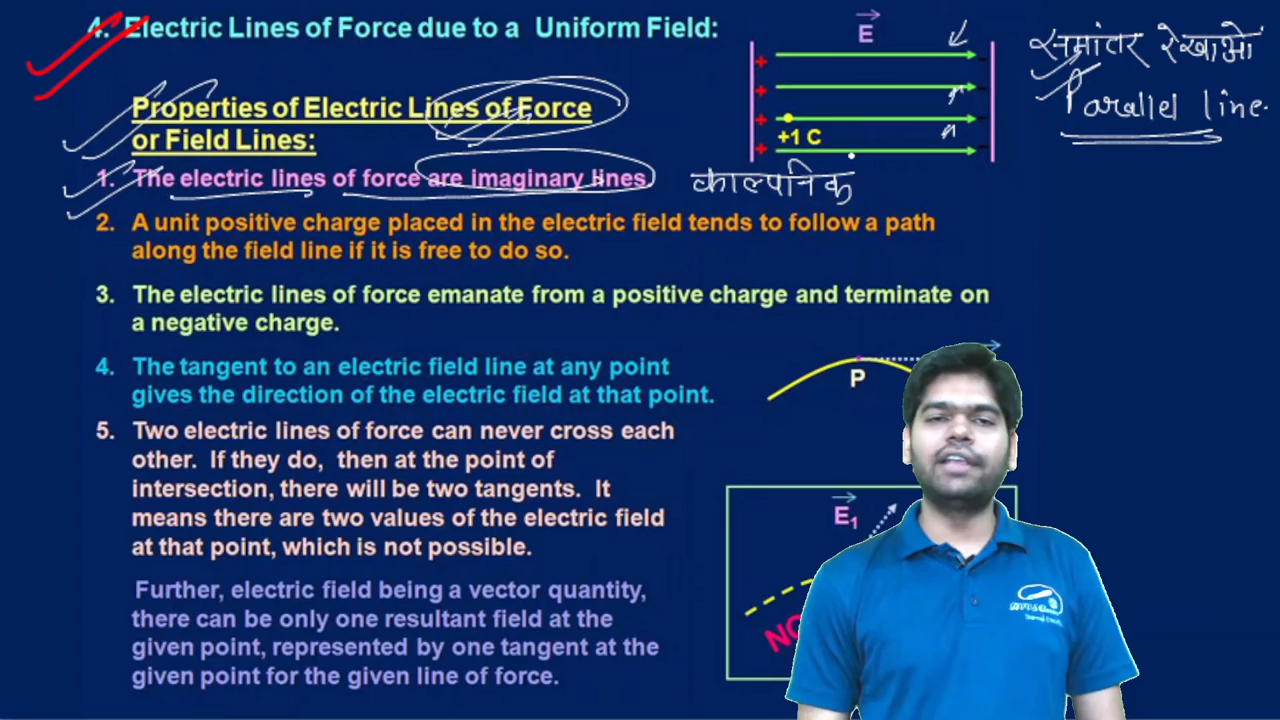 4. Electric Lines of Force due to a Uniform Field:
E
समांतर रेखाओं
Parallel line.
Properties of Electric Lines of Force
or Field Lines:
+ -
+ -
+ -
+1 C
+ -
1. The electric lines of force are imaginary lines.
काल्पनिक
2. A unit positive charge placed in the electric field tends to follow a path
along the field line if it is free to do so.
3. The electric lines of force emanate from a positive charge and terminate on
a negative charge.
4. The tangent to an electric field line at any point
gives the direction of the electric field at that point.
P
5. Two electric lines of force can never cross each
other. If they do, then at the point of
intersection, there will be two tangents. It
means there are two values of the electric field
at that point, which is not possible.
E1
Further, electric field being a vector quantity,
there can be only one resultant field at the
given point, represented by one tangent at the
given point for the given line of force.